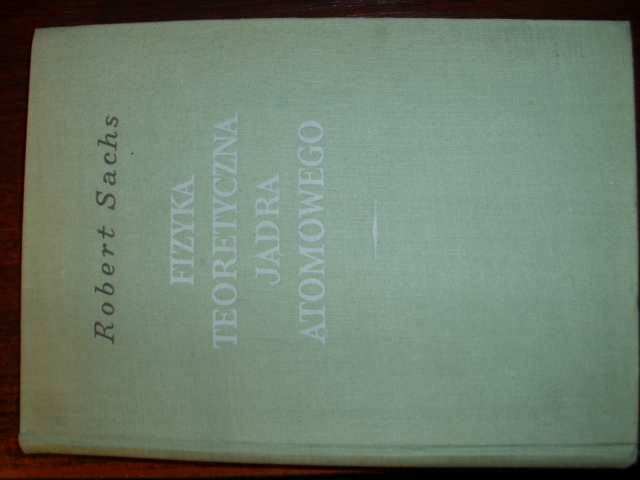 Robert Sachs
FIZYKA
TEORETYCZNA
JĄDRA
ATOMOWEGO